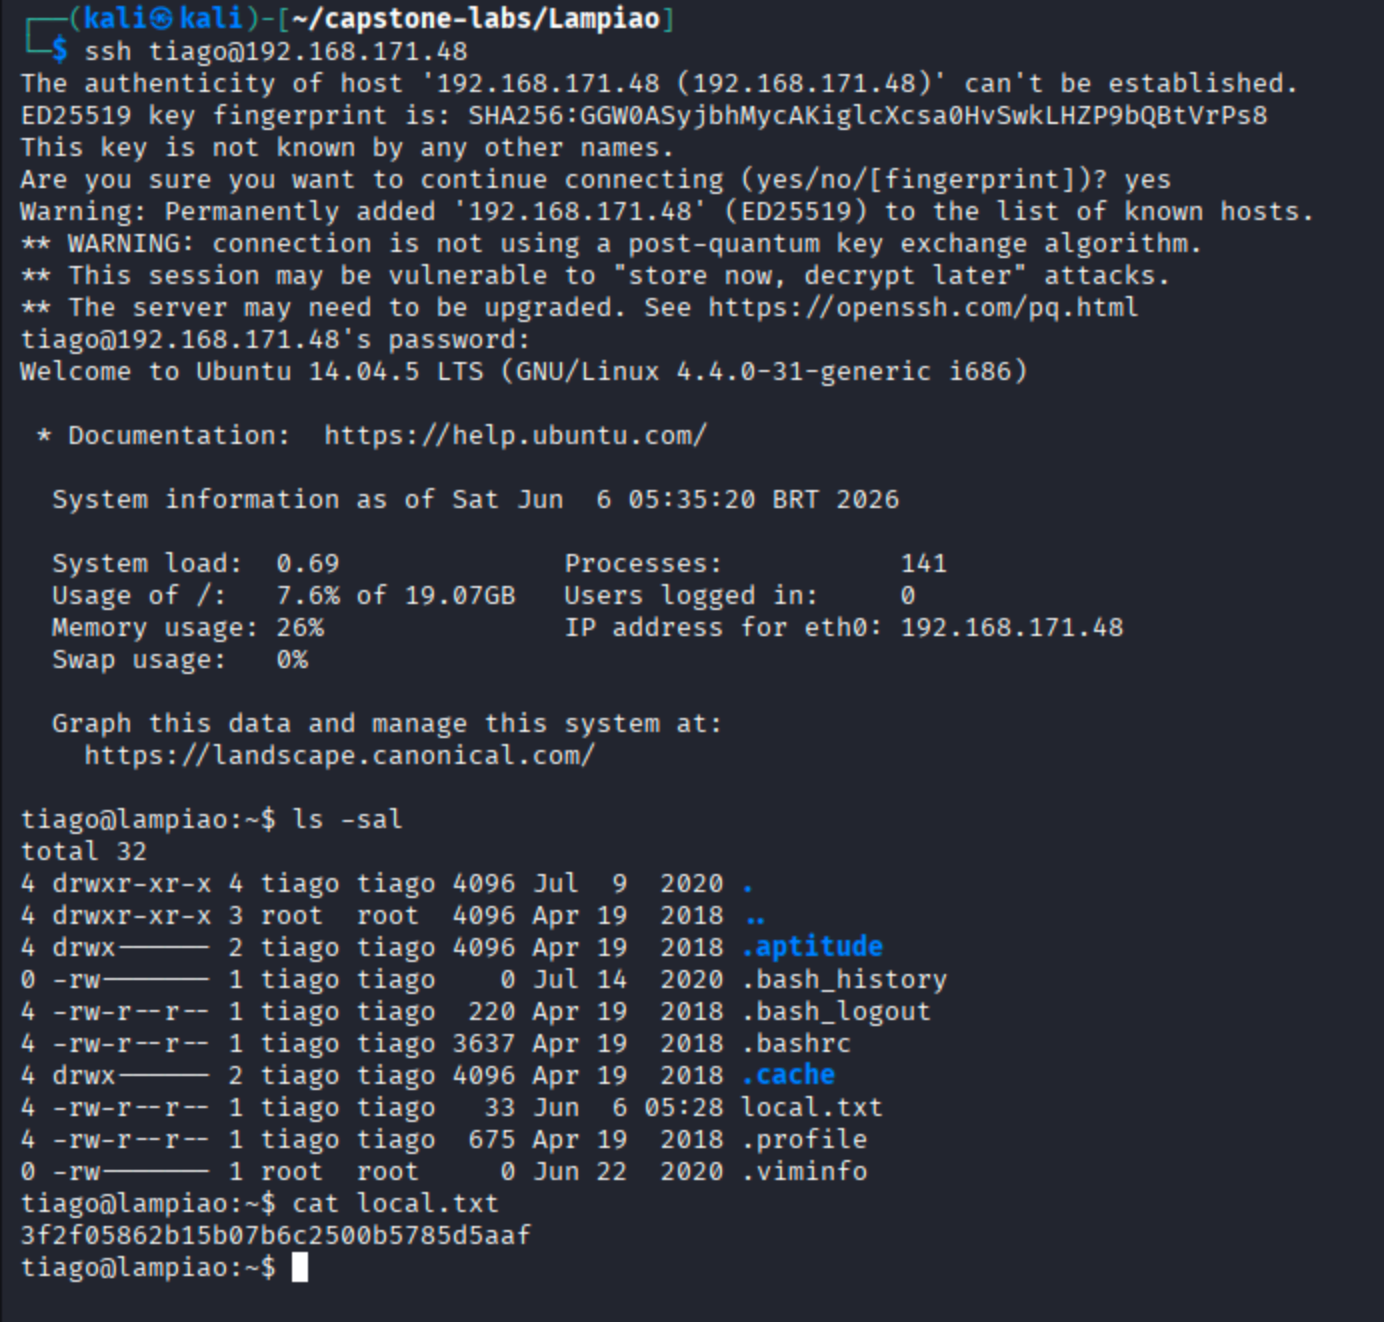 ┌──(kali㉿kali)-[~/capstone-labs/Lampiao]
└─$ ssh tiago@192.168.171.48
The authenticity of host '192.168.171.48 (192.168.171.48)' can't be established.
ED25519 key fingerprint is: SHA256:GGW0ASyjbhMycAKiglcXcsa0HvSwkLHZP9bQBtVrPs8
This key is not known by any other names.
Are you sure you want to continue connecting (yes/no/[fingerprint])? yes
Warning: Permanently added '192.168.171.48' (ED25519) to the list of known hosts.
** WARNING: connection is not using a post-quantum key exchange algorithm.
** This session may be vulnerable to "store now, decrypt later" attacks.
** The server may need to be upgraded. See https://openssh.com/pq.html
tiago@192.168.171.48's password:
Welcome to Ubuntu 14.04.5 LTS (GNU/Linux 4.4.0-31-generic i686)

 * Documentation:  https://help.ubuntu.com/

  System information as of Sat Jun  6 05:35:20 BRT 2026

  System load:  0.69              Processes:           141
  Usage of /:   7.6% of 19.07GB   Users logged in:     0
  Memory usage: 26%               IP address for eth0: 192.168.171.48
  Swap usage:   0%

  Graph this data and manage this system at:
    https://landscape.canonical.com/

tiago@lampiao:~$ ls -sal
total 32
4 drwxr-xr-x 4 tiago tiago 4096 Jul  9  2020 .
4 drwxr-xr-x 3 root  root  4096 Apr 19  2018 ..
4 drwx------ 2 tiago tiago 4096 Apr 19  2018 .aptitude
0 -rw------- 1 tiago tiago    0 Jul 14  2020 .bash_history
4 -rw-r--r-- 1 tiago tiago  220 Apr 19  2018 .bash_logout
4 -rw-r--r-- 1 tiago tiago 3637 Apr 19  2018 .bashrc
4 drwx------ 2 tiago tiago 4096 Apr 19  2018 .cache
4 -rw-r--r-- 1 tiago tiago   33 Jun  6 05:28 local.txt
4 -rw-r--r-- 1 tiago tiago  675 Apr 19  2018 .profile
0 -rw------- 1 root  root     0 Jun 22  2020 .viminfo
tiago@lampiao:~$ cat local.txt
3f2f05862b15b07b6c2500b5785d5aaf
tiago@lampiao:~$